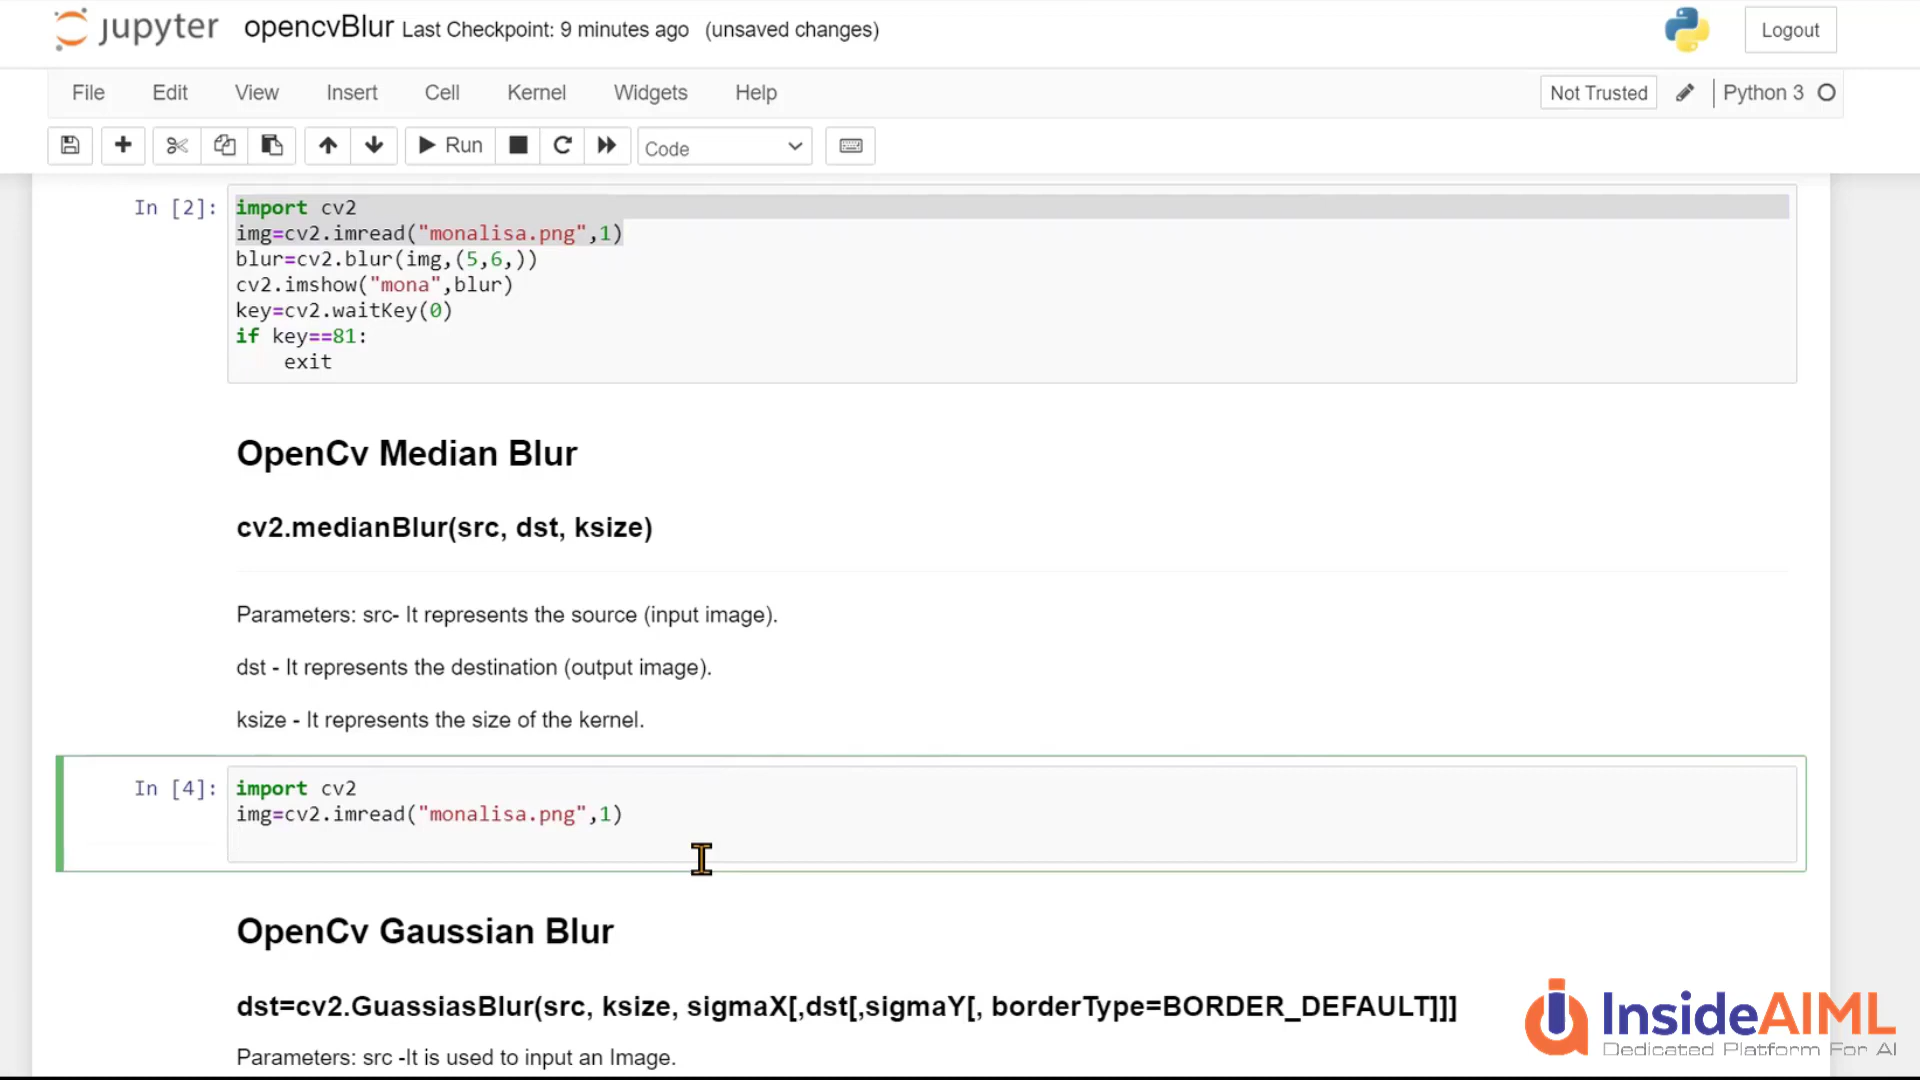 jupyter opencvBlur Last Checkpoint: 9 minutes ago (unsaved changes) Logout
File Edit View Insert Cell Kernel Widgets Help Not Trusted Python 3
Run Code
In [2]: import cv2
img=cv2.imread("monalisa.png",1)
blur=cv2.blur(img,(5,6,))
cv2.imshow("mona",blur)
key=cv2.waitKey(0)
if key==81:
    exit
OpenCv Median Blur
cv2.medianBlur(src, dst, ksize)
Parameters: src- It represents the source (input image).
dst - It represents the destination (output image).
ksize - It represents the size of the kernel.
In [4]: import cv2
img=cv2.imread("monalisa.png",1)
OpenCv Gaussian Blur
dst=cv2.GuassiasBlur(src, ksize, sigmaX[,dst[,sigmaY[, borderType=BORDER_DEFAULT]]]
Parameters: src -It is used to input an Image.
InsideAIML
Dedicated Platform For AI